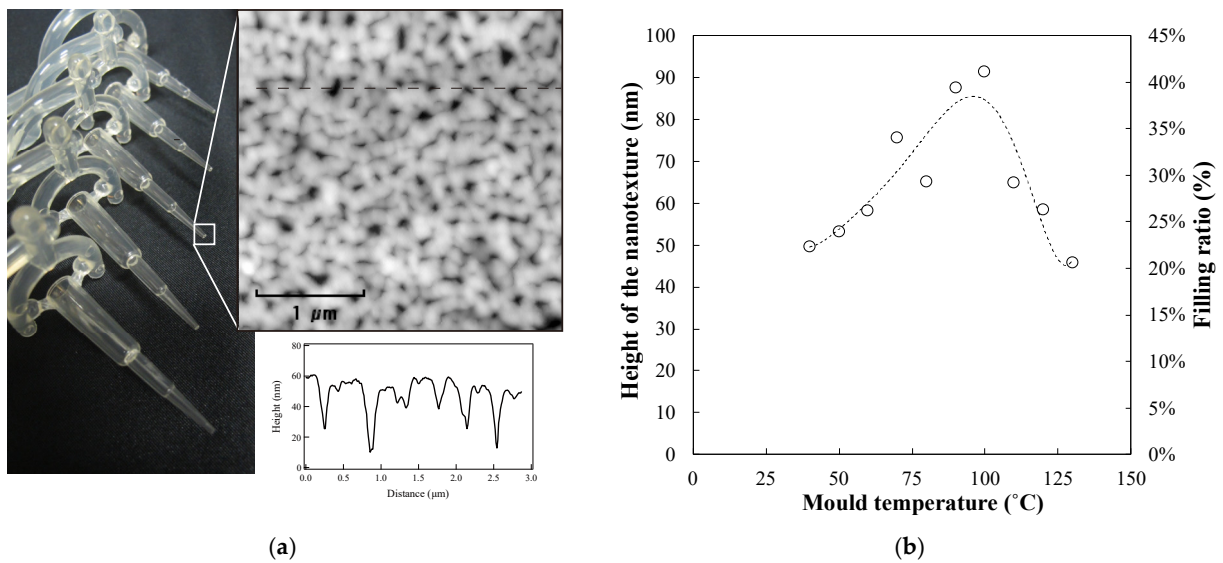 1 µm
80
60
40
20
0
Height (nm)
0.0 0.5 1.0 1.5 2.0 2.5 3.0
Distance (µm)
(a)
100
90
80
70
60
50
40
30
20
10
0
Height of the nanotexture (nm)
45%
40%
35%
30%
25%
20%
15%
10%
5%
0%
Filling ratio (%)
0 25 50 75 100 125 150
Mould temperature (˚C)
(b)